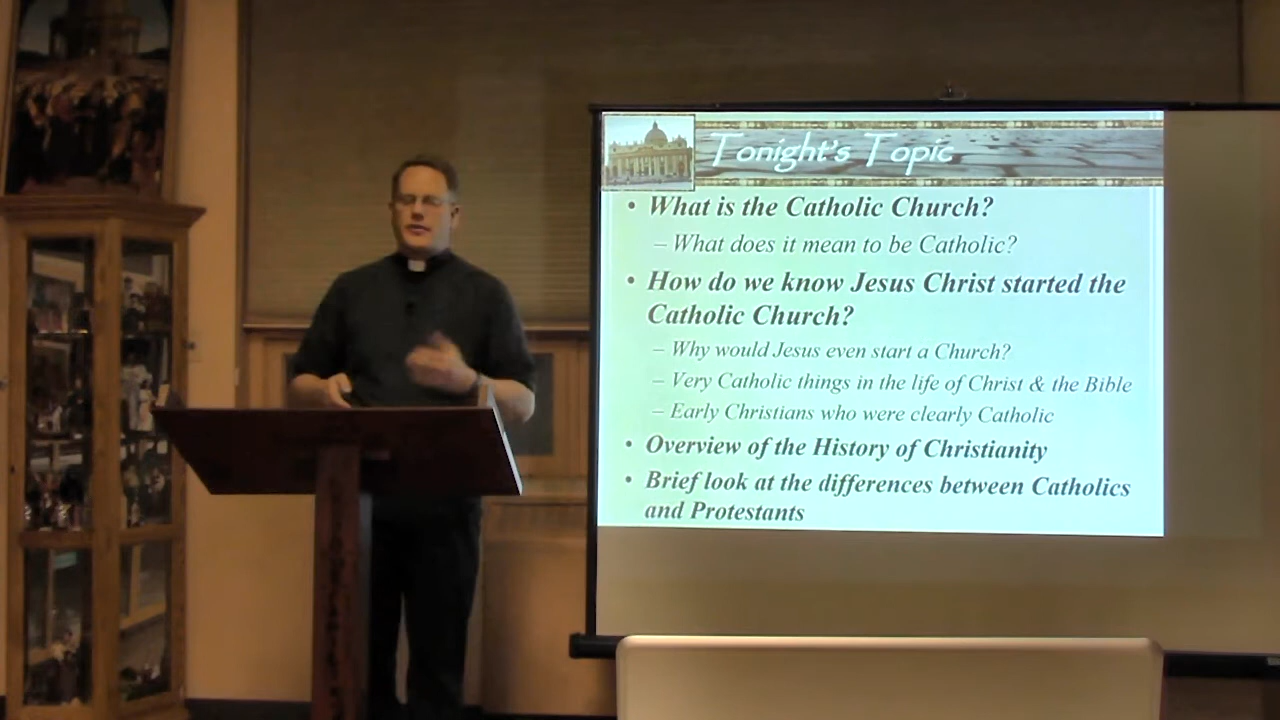 Tonight's Topic
• What is the Catholic Church?
– What does it mean to be Catholic?
• How do we know Jesus Christ started the
Catholic Church?
– Why would Jesus even start a Church?
– Very Catholic things in the life of Christ & the Bible
– Early Christians who were clearly Catholic
• Overview of the History of Christianity
• Brief look at the differences between Catholics
and Protestants